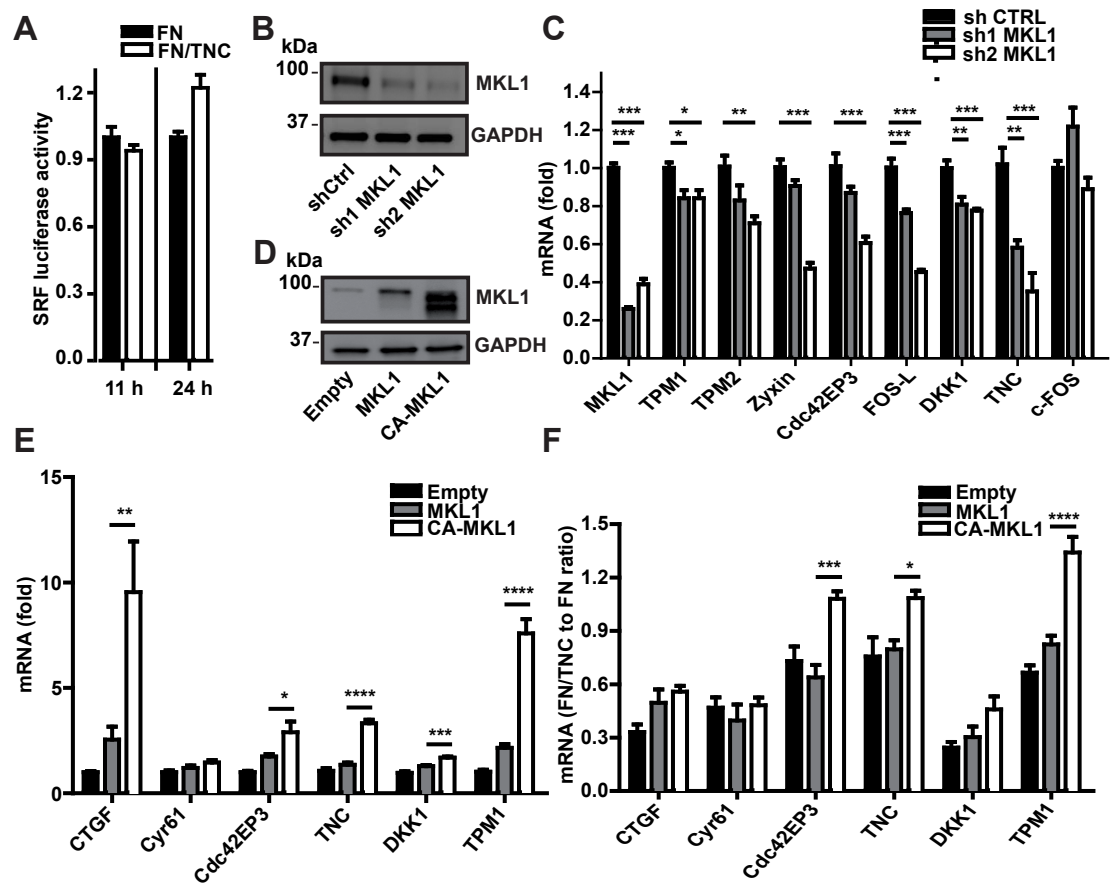 A
FN
FN/TNC
SRF luciferase activity
1.2
0.9
0.6
0.3
0.0
11 h
24 h
B
kDa
100
37
MKL1
GAPDH
shCtrl
sh1 MKL1
sh2 MKL1
C
sh CTRL
sh1 MKL1
sh2 MKL1
mRNA (fold)
1.4
1.2
1.0
0.8
0.6
0.4
0.2
0.0
*** * ** *** *** *** *** ***
*** * *** ** **
MKL1
TPM1
TPM2
Zyxin
Cdc42EP3
FOS-L
DKK1
TNC
c-FOS
D
kDa
100
37
MKL1
GAPDH
Empty
MKL1
CA-MKL1
E
Empty
MKL1
CA-MKL1
mRNA (fold)
15
10
5
0
** * **** *** ****
CTGF
Cyr61
Cdc42EP3
TNC
DKK1
TPM1
F
Empty
MKL1
CA-MKL1
mRNA (FN/TNC to FN ratio)
1.5
1.2
0.9
0.6
0.3
0.0
*** * ****
CTGF
Cyr61
Cdc42EP3
TNC
DKK1
TPM1